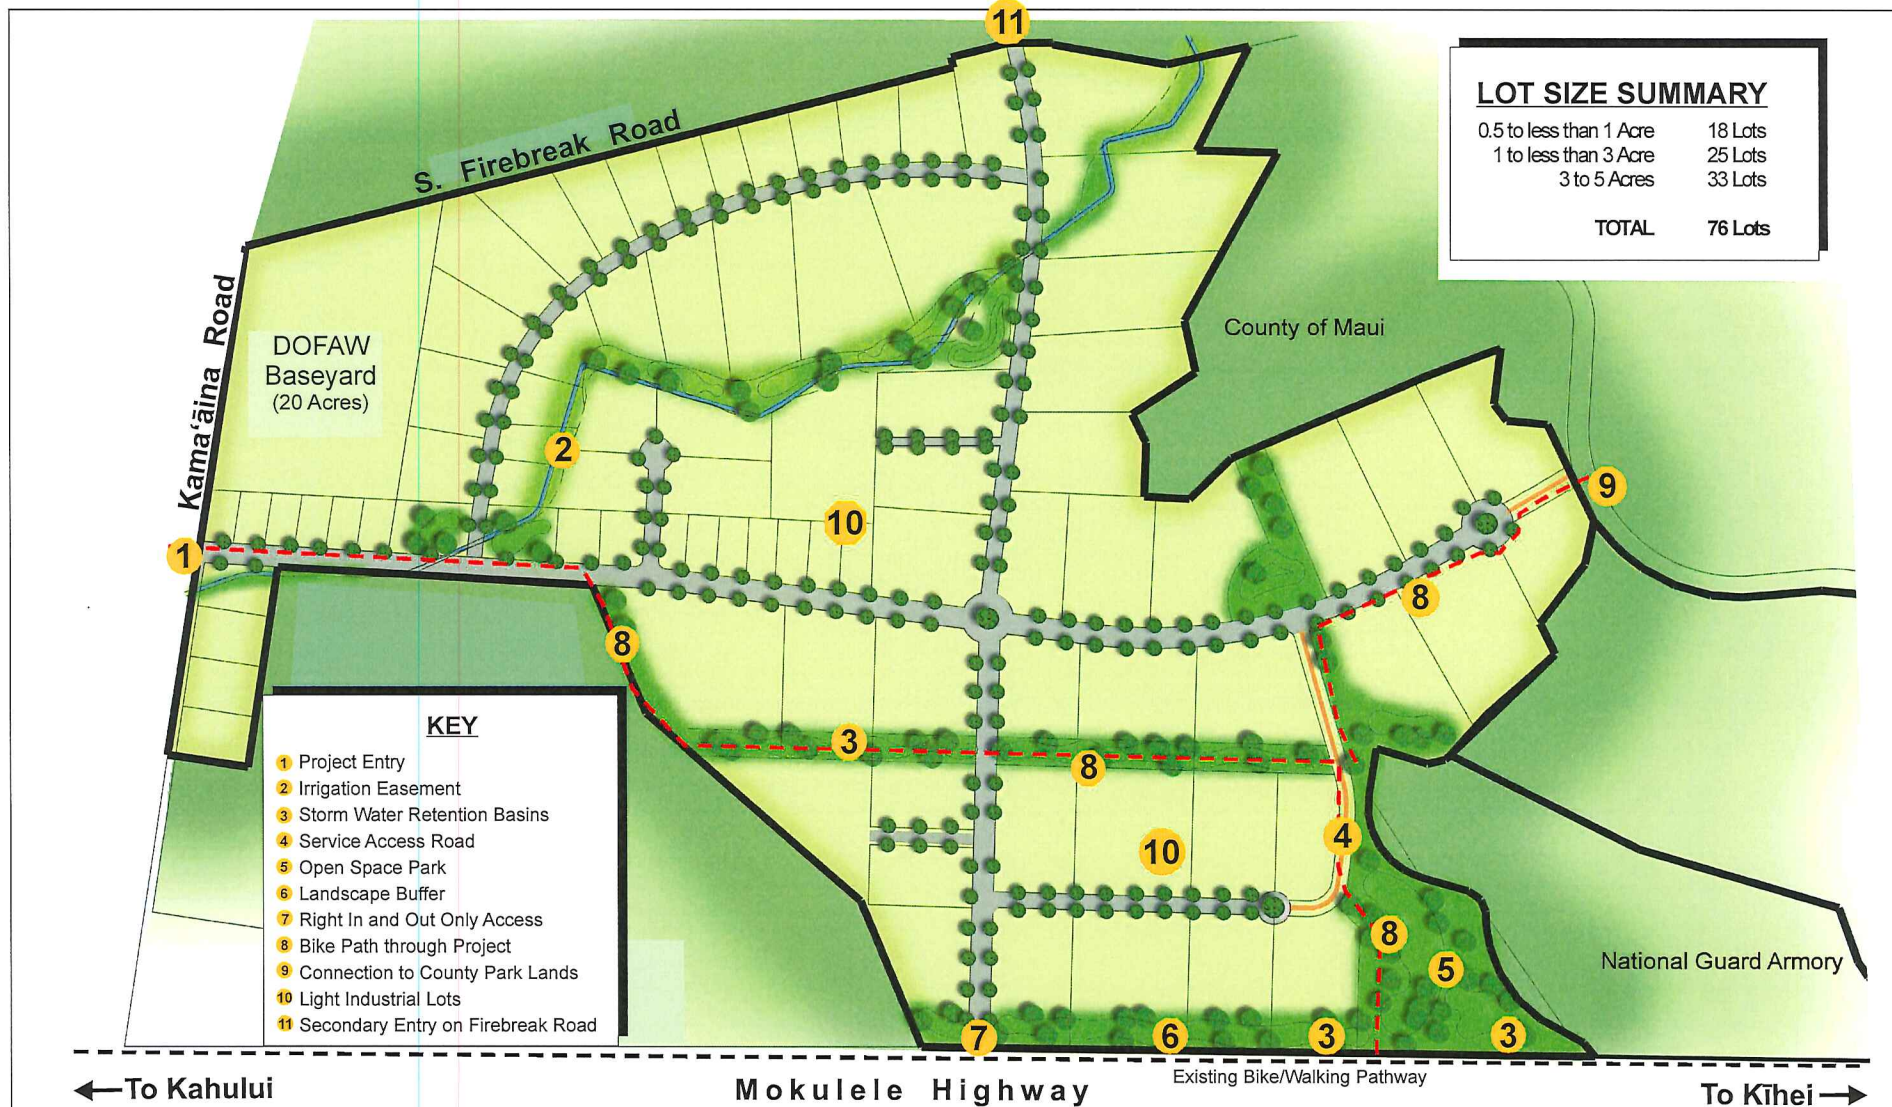 11
LOT SIZE SUMMARY
0.5 to less than 1 Acre 18 Lots
1 to less than 3 Acre 25 Lots
3 to 5 Acres 33 Lots
TOTAL 76 Lots
S. Firebreak Road
Kama‘āina Road
DOFAW
Baseyard
(20 Acres)
County of Maui
2
9
10
1
8
8
3
8
4
10
8
5
National Guard Armory
7
6
3
3
KEY
1 Project Entry
2 Irrigation Easement
3 Storm Water Retention Basins
4 Service Access Road
5 Open Space Park
6 Landscape Buffer
7 Right In and Out Only Access
8 Bike Path through Project
9 Connection to County Park Lands
10 Light Industrial Lots
11 Secondary Entry on Firebreak Road
Existing Bike/Walking Pathway
To Kahului
Mokulele Highway
To Kīhei